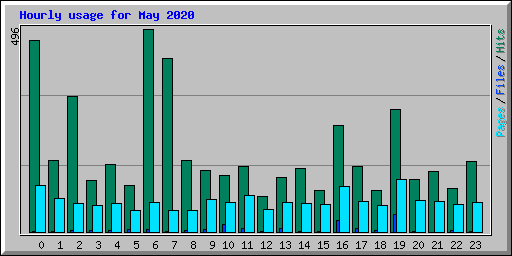 Hourly usage for May 2020
496
Pages / Files / Hits
0 1 2 3 4 5 6 7 8 9 10 11 12 13 14 15 16 17 18 19 20 21 22 23